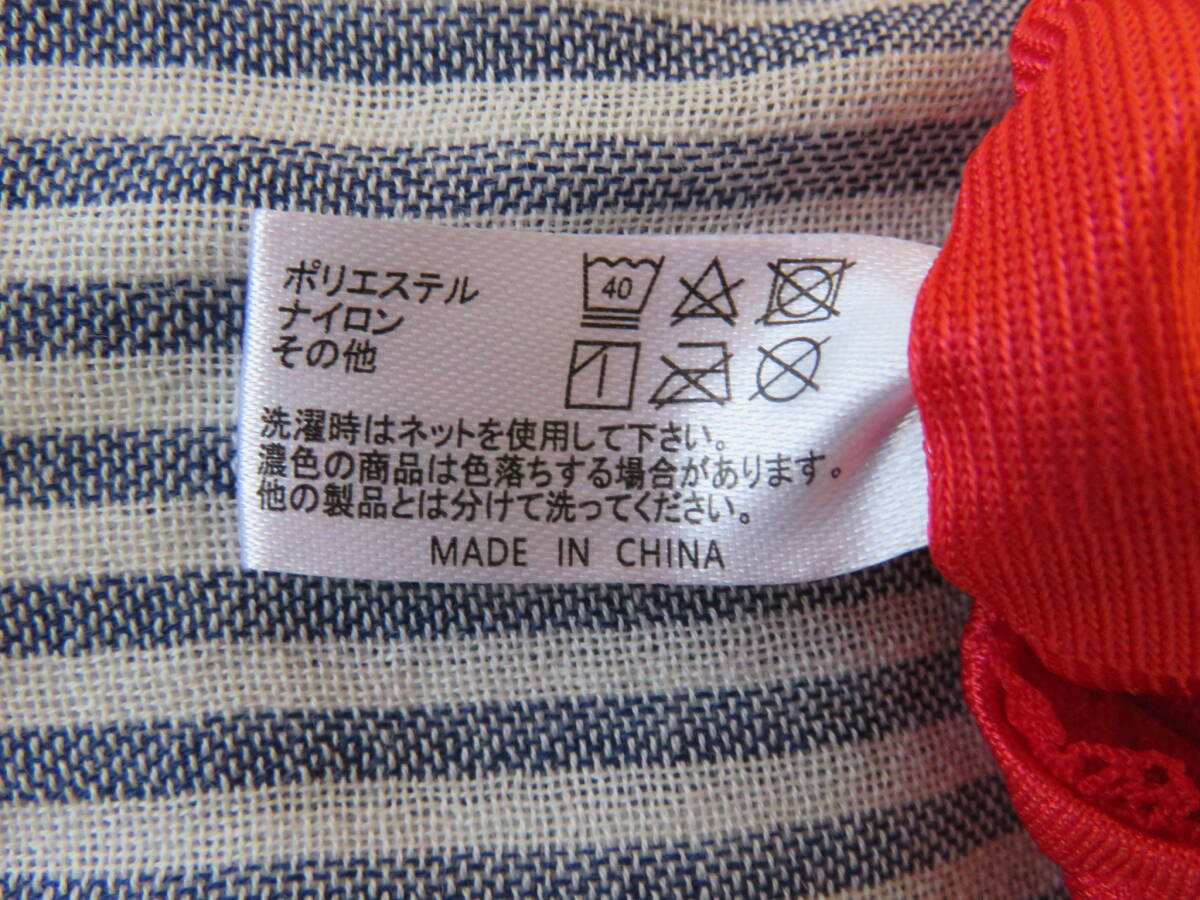 ポリエステル
ナイロン
その他
40
洗濯時はネットを使用して下さい。
濃色の商品は色落ちする場合があります。
他の製品とは分けて洗ってください。
MADE IN CHINA